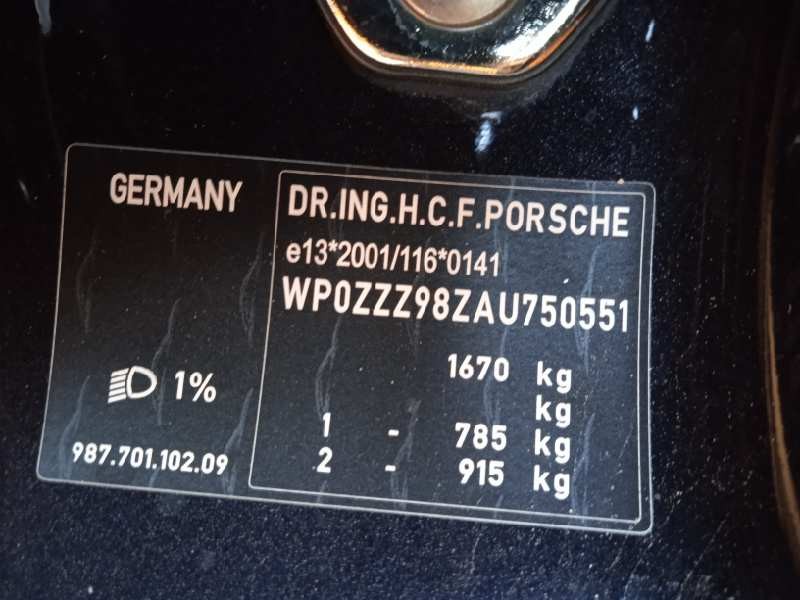 GERMANY
DR.ING.H.C.F.PORSCHE
e13*2001/116*0141
WP0ZZZ98ZAU750551
1670 kg
kg
1 - 785 kg
2 - 915 kg
1%
987.701.102.09